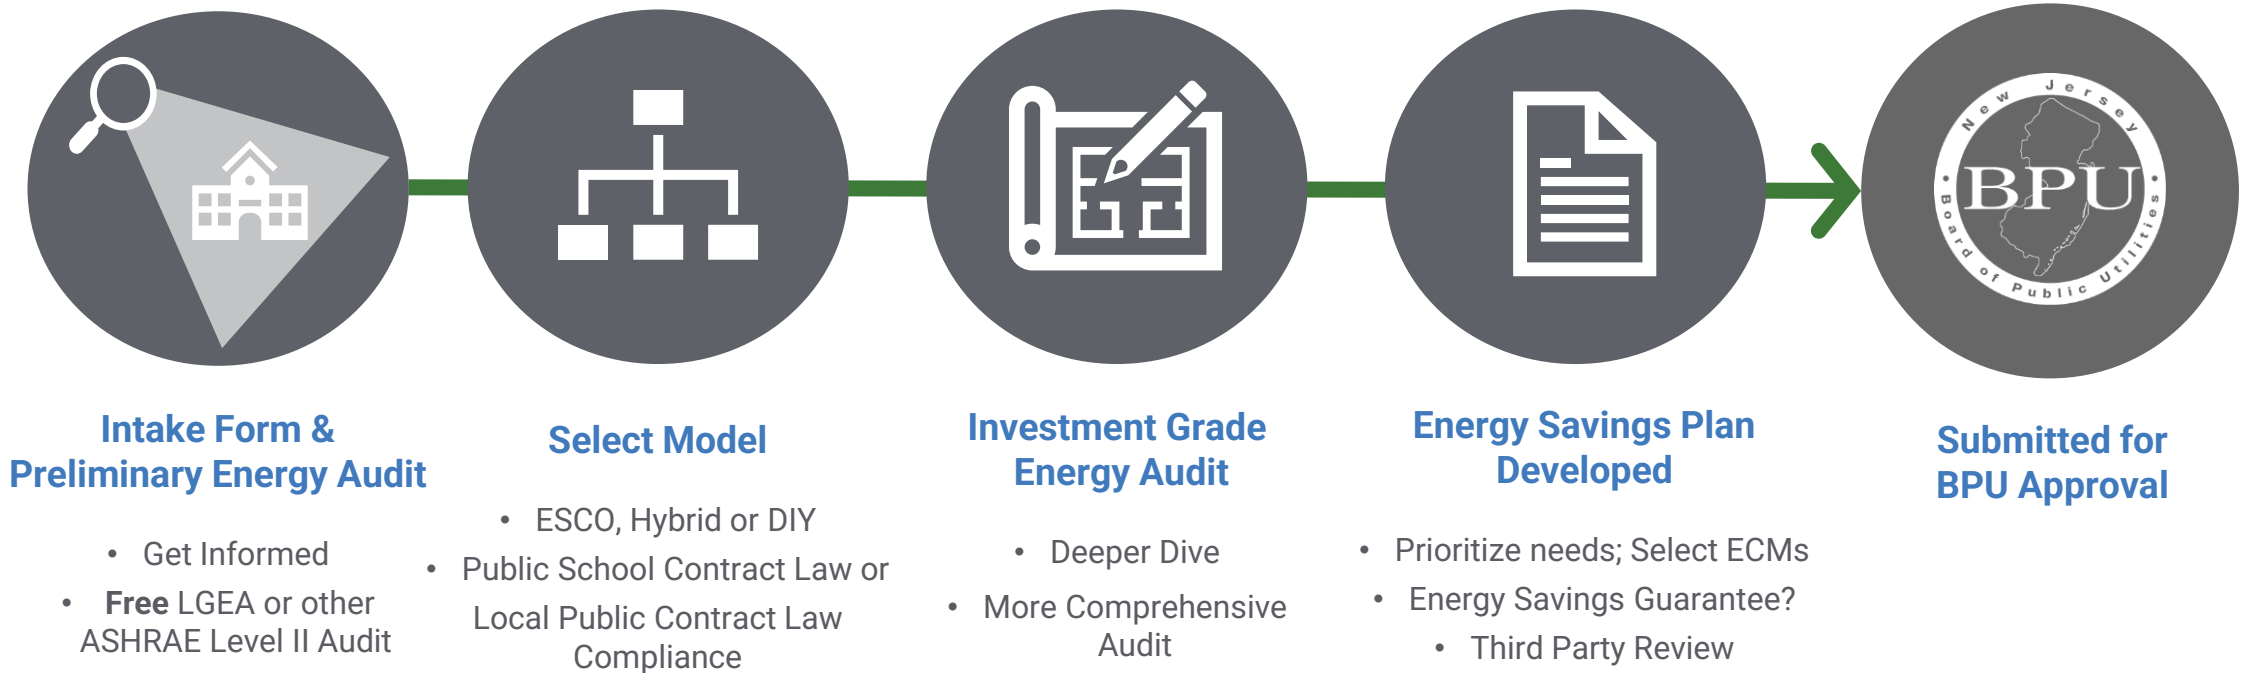 New Jersey
BPU
Board of Public Utilities
Intake Form &
Preliminary Energy Audit
• Get Informed
• Free LGEA or other
ASHRAE Level II Audit
Select Model
• ESCO, Hybrid or DIY
• Public School Contract Law or
Local Public Contract Law
Compliance
Investment Grade
Energy Audit
• Deeper Dive
• More Comprehensive
Audit
Energy Savings Plan
Developed
• Prioritize needs; Select ECMs
• Energy Savings Guarantee?
• Third Party Review
Submitted for
BPU Approval